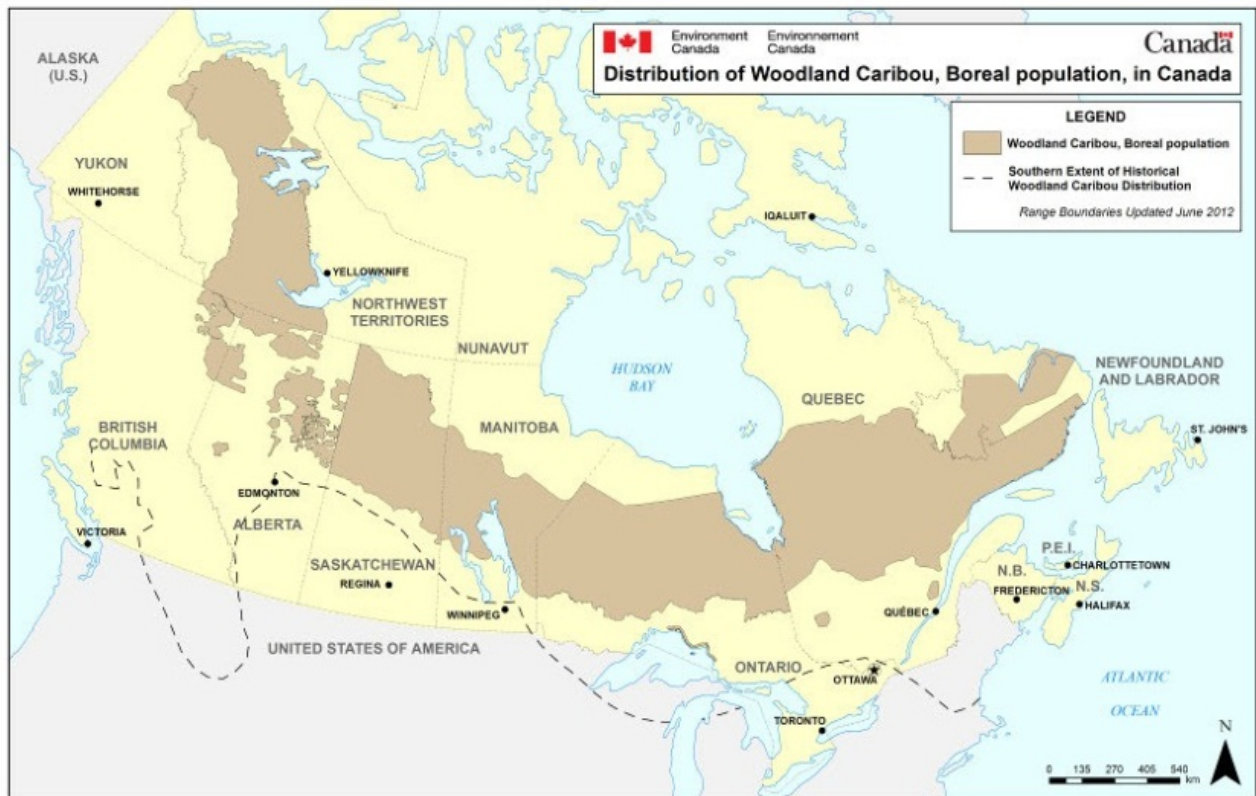 Environment Environnement
Canada Canada
Canada
Distribution of Woodland Caribou, Boreal population, in Canada
LEGEND
Woodland Caribou, Boreal population
Southern Extent of Historical
Woodland Caribou Distribution
Range Boundaries Updated June 2012
ALASKA
(U.S.)
YUKON
WHITEHORSE
IQALUIT
YELLOWKNIFE
NORTHWEST
TERRITORIES
NUNAVUT
HUDSON
BAY
NEWFOUNDLAND
AND LABRADOR
QUEBEC
BRITISH
COLUMBIA
MANITOBA
ST. JOHN'S
EDMONTON
ALBERTA
VICTORIA
SASKATCHEWAN
REGINA
WINNIPEG
P.E.I.
CHARLOTTETOWN
N.B.
FREDERICTON
N.S.
HALIFAX
QUÉBEC
UNITED STATES OF AMERICA
ONTARIO
OTTAWA
TORONTO
ATLANTIC
OCEAN
N
0 135 270 405 540
km